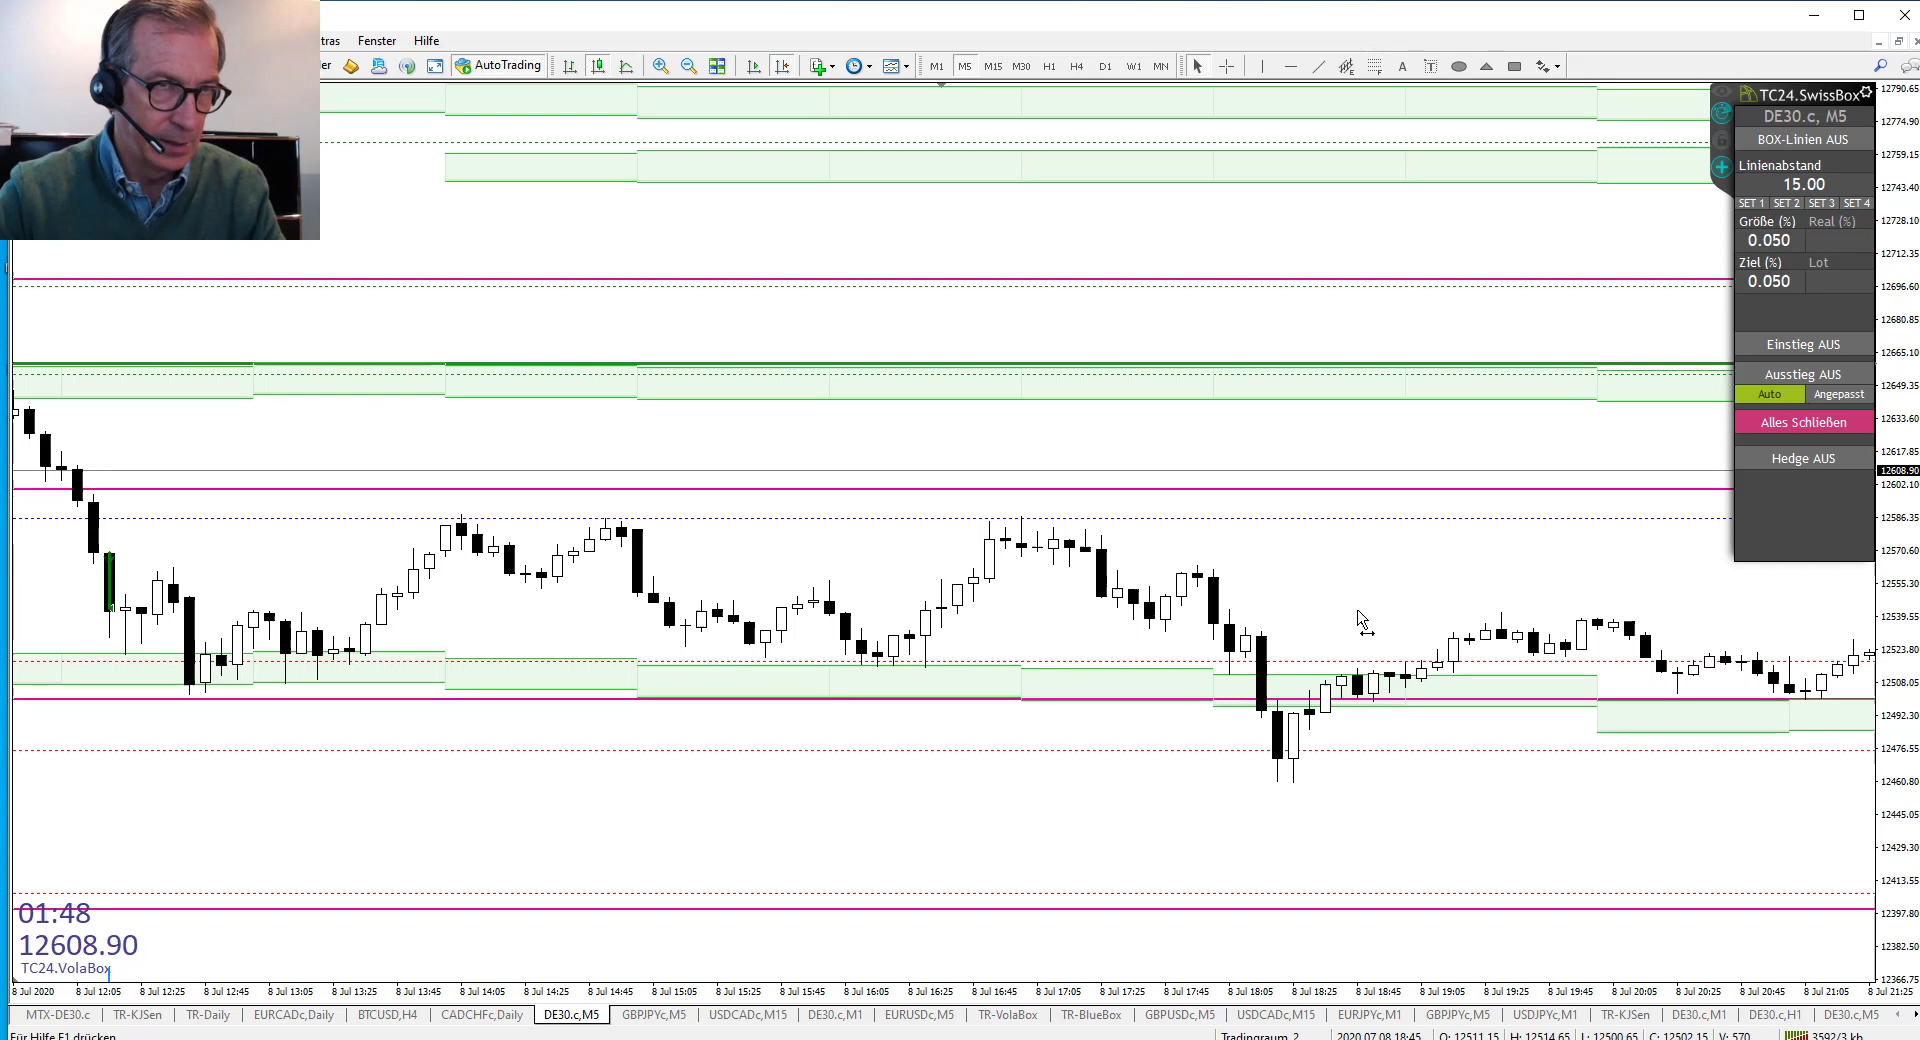 tras Fenster Hilfe
der AutoTrading M1 M5 M15 M30 H1 H4 D1 W1 MN A T
TC24.SwissBox
DE30.c, M5
BOX-Linien AUS
Linienabstand
15.00
SET 1 SET 2 SET 3 SET 4
Größe (%) Real (%)
0.050
Ziel (%) Lot
0.050
Einstieg AUS
Ausstieg AUS
Auto Angepasst
Alles Schließen
Hedge AUS
12790.65
12774.90
12759.15
12743.40
12728.10
12712.35
12696.60
12680.85
12665.10
12649.35
12633.60
12617.85
12608.90
12602.10
12586.35
12570.60
12555.30
12539.55
12523.80
12508.05
12492.30
12476.55
12460.80
12445.05
12429.30
12413.55
12397.80
12382.50
12366.75
01:48
12608.90
TC24.VolaBox
8 Jul 2020 8 Jul 12:05 8 Jul 12:25 8 Jul 12:45 8 Jul 13:05 8 Jul 13:25 8 Jul 13:45 8 Jul 14:05 8 Jul 14:25 8 Jul 14:45 8 Jul 15:05 8 Jul 15:25 8 Jul 15:45 8 Jul 16:05 8 Jul 16:25 8 Jul 16:45 8 Jul 17:05 8 Jul 17:25 8 Jul 17:45 8 Jul 18:05 8 Jul 18:25 8 Jul 18:45 8 Jul 19:05 8 Jul 19:25 8 Jul 19:45 8 Jul 20:05 8 Jul 20:45 8 Jul 21:05 8 Jul 21:25
MTX-DE30.c TR-KJSen TR-Daily EURCADc,Daily BTCUSD,H4 CADCHFc,Daily DE30.c,M5 GBPJPYc,M5 USDCADc,M15 DE30.c,M1 EURUSDc,M5 TR-VolaBox TR-BlueBox GBPUSDc,M5 USDCADc,M15 EURJPYc,M1 GBPJPYc,M5 USDJPYc,M1 TR-KJSen DE30.c,M1 DE30.c,H1 DE30.c,M5
Für Hilfe F1 drücken Tradingraum_2 2020.07.08 18:45 O: 12511.15 H: 12514.65 L: 12500.65 C: 12502.15 V: 570 3592/3 kb